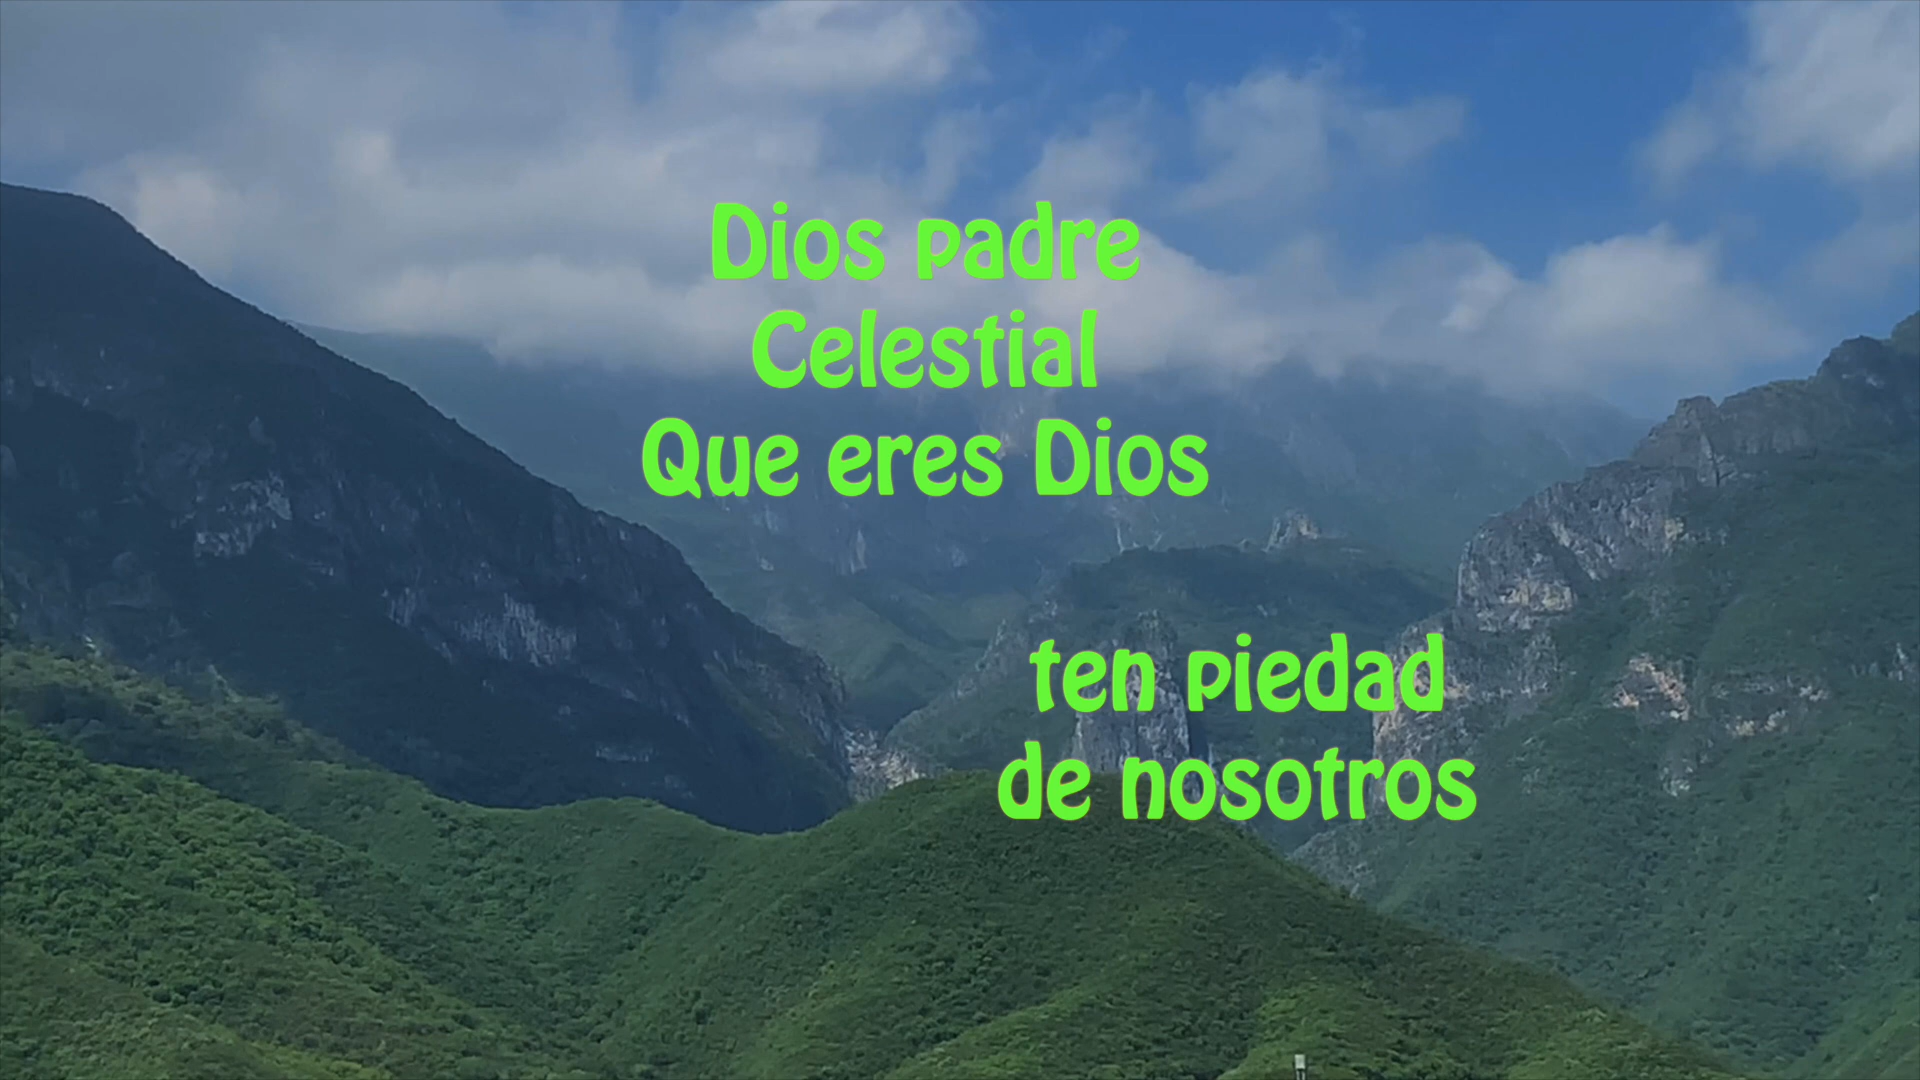 Dios padre
Celestial
Que eres Dios
ten piedad
de nosotros